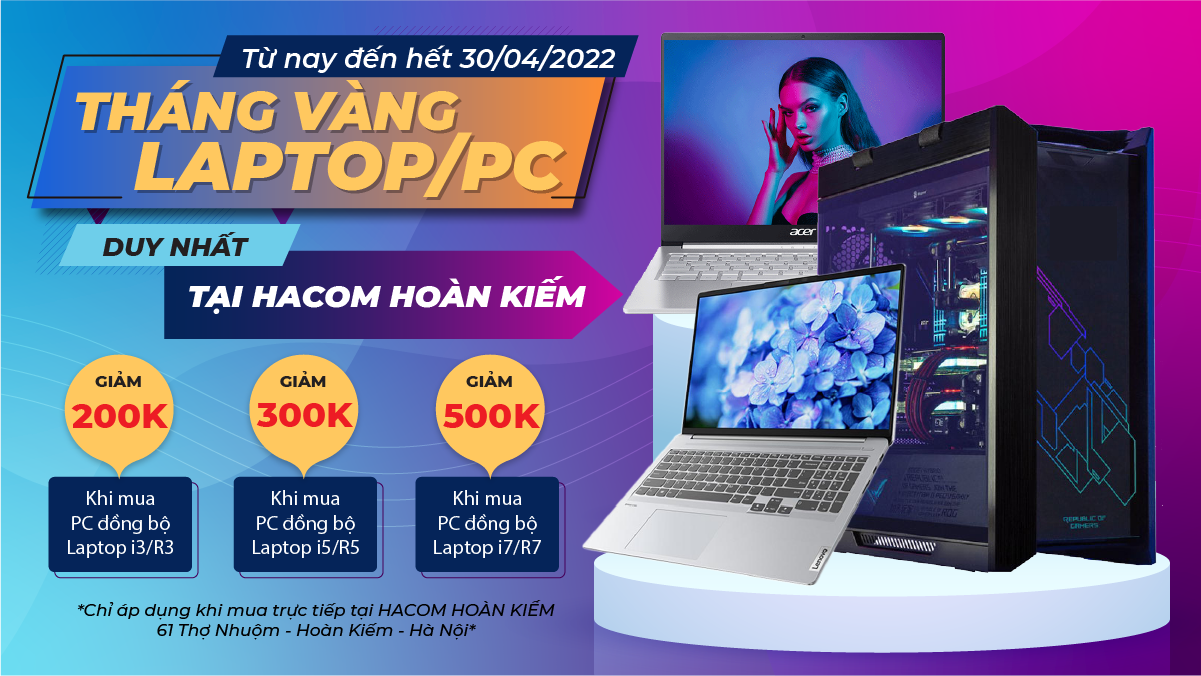 Từ nay đến hết 30/04/2022
THÁNG VÀNG
LAPTOP/PC
DUY NHẤT
TẠI HACOM HOÀN KIẾM
GIẢM
200K
Khi mua
PC đồng bộ
Laptop i3/R3
GIẢM
300K
Khi mua
PC đồng bộ
Laptop i5/R5
GIẢM
500K
Khi mua
PC đồng bộ
Laptop i7/R7
*Chỉ áp dụng khi mua trực tiếp tại HACOM HOÀN KIẾM
61 Thợ Nhuộm - Hoàn Kiếm - Hà Nội*
acer
Lenovo
REPUBLIC OF
GAMERS